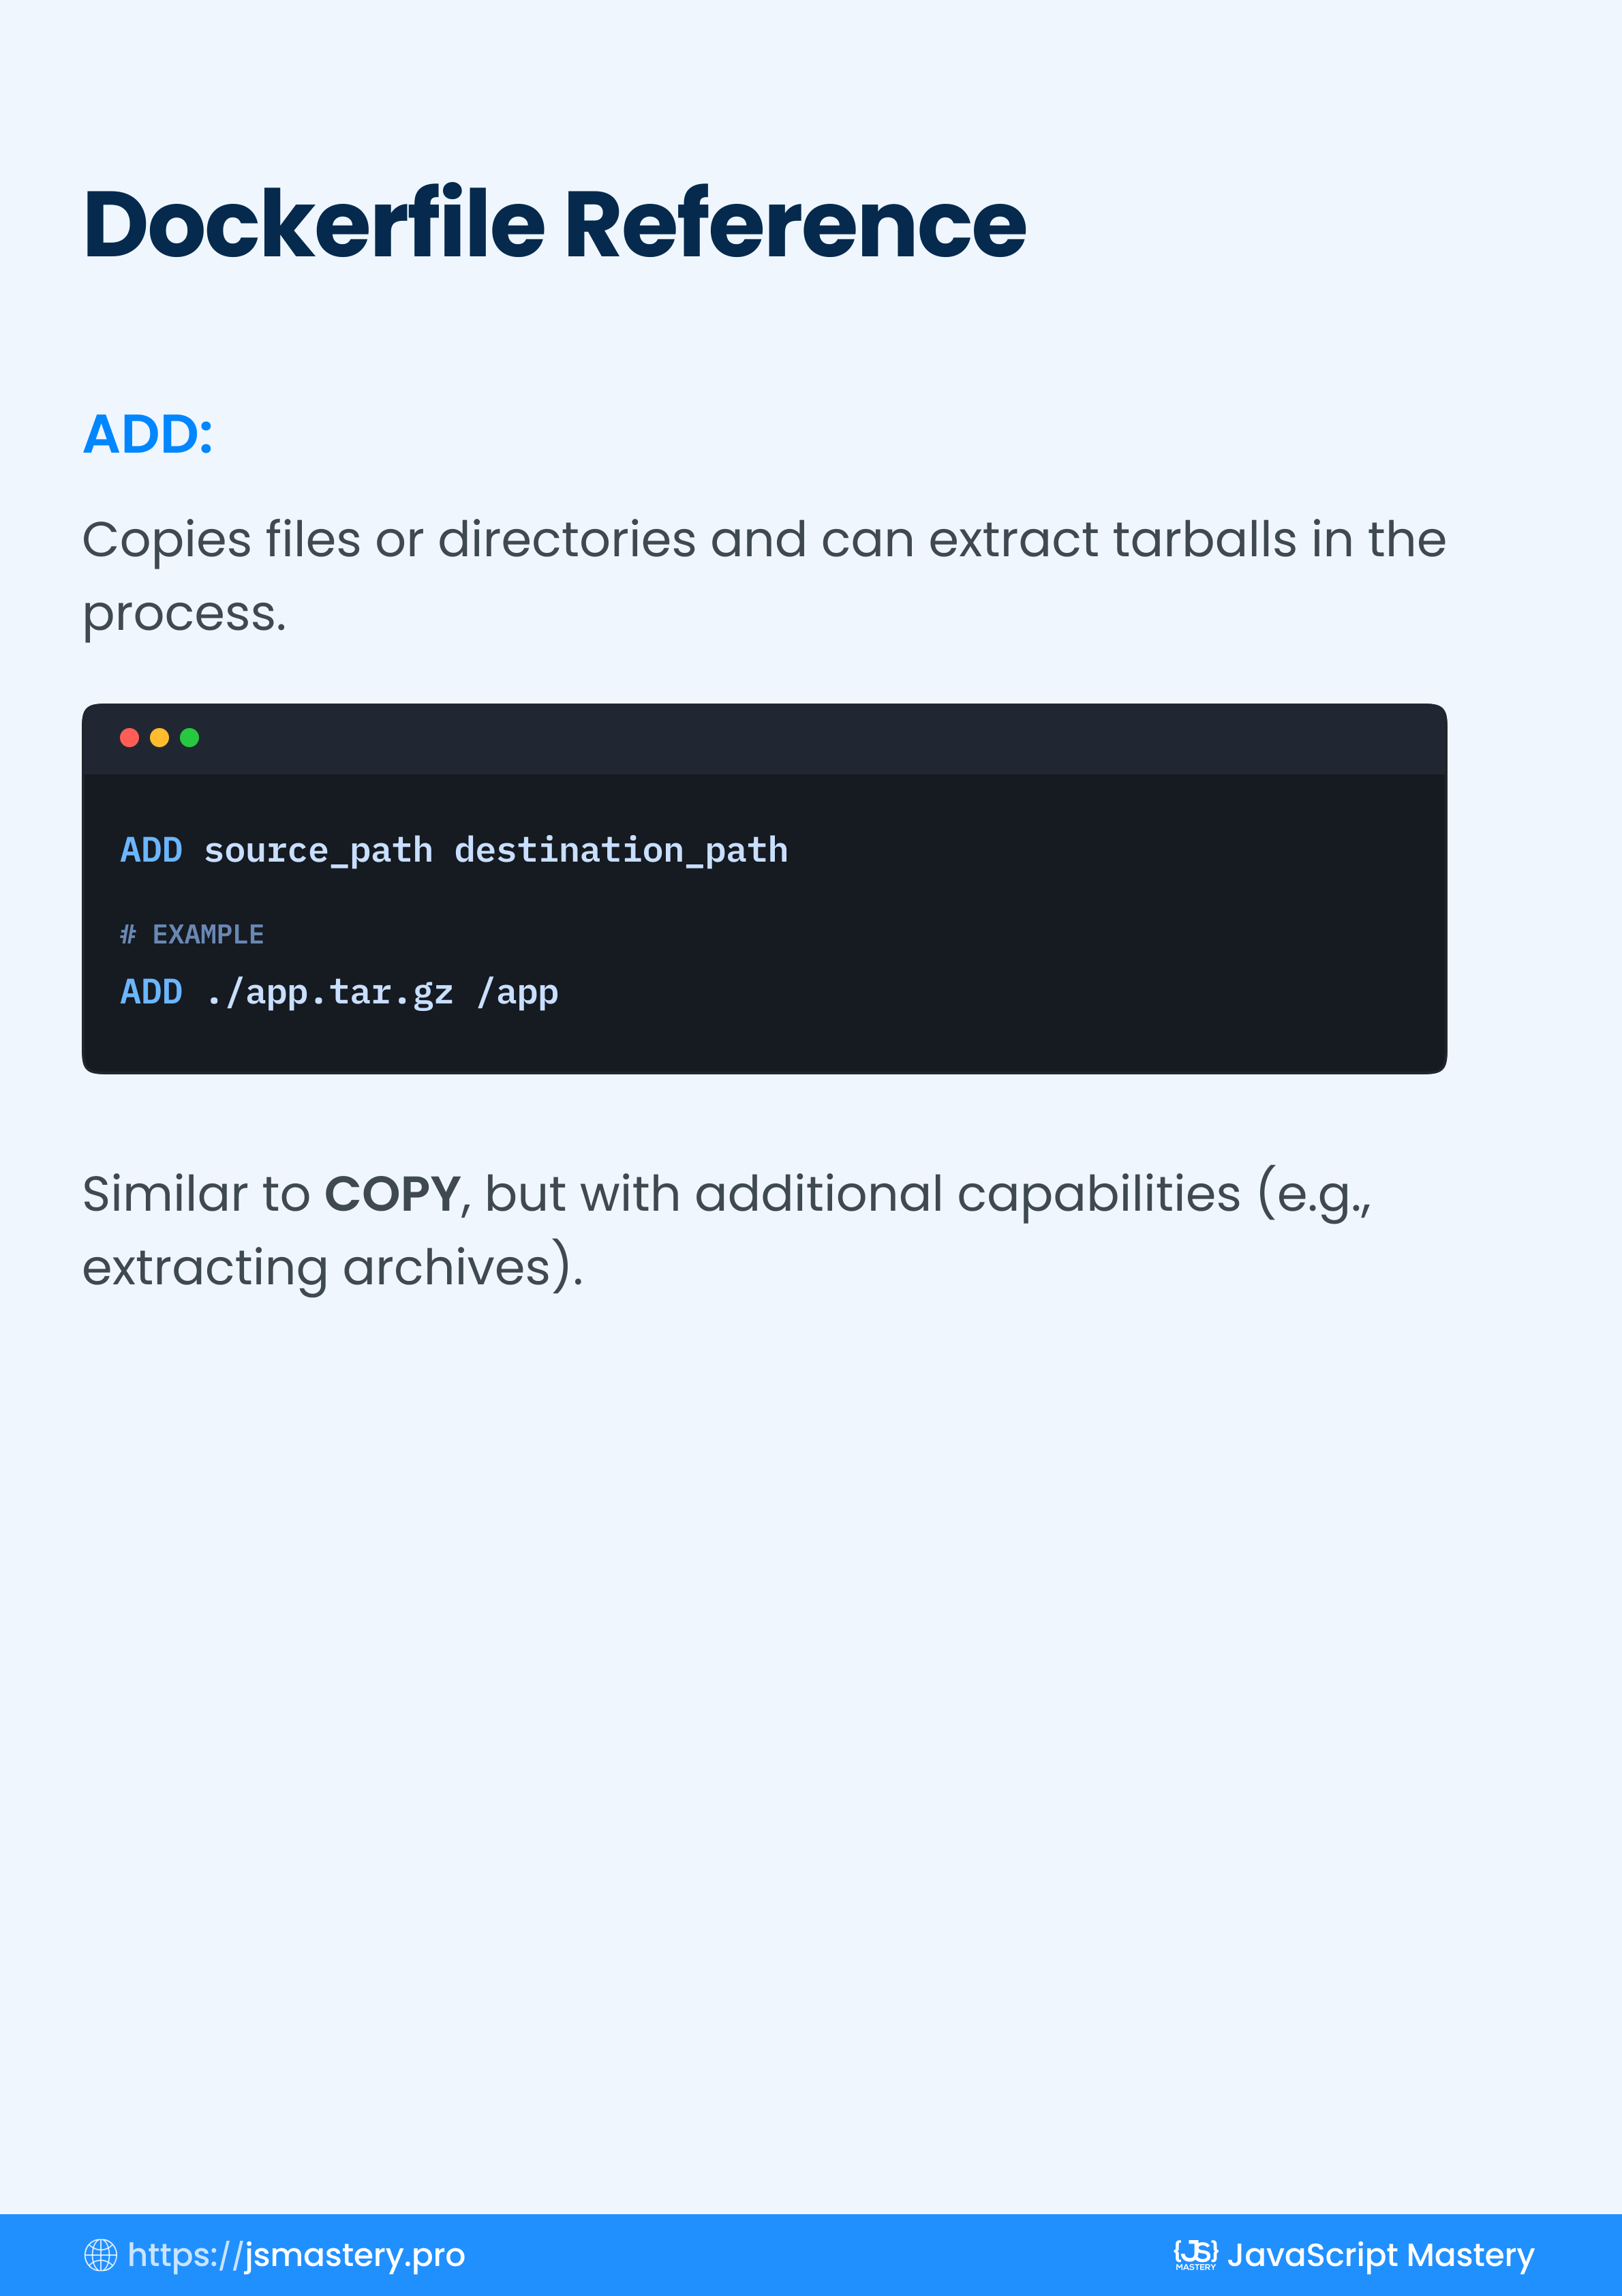 Dockerfile Reference
ADD:
Copies files or directories and can extract tarballs in the
process.
ADD source_path destination_path
# EXAMPLE
ADD ./app.tar.gz /app
Similar to COPY, but with additional capabilities (e.g.,
extracting archives).
https://jsmastery.pro
{JS} MASTERY JavaScript Mastery